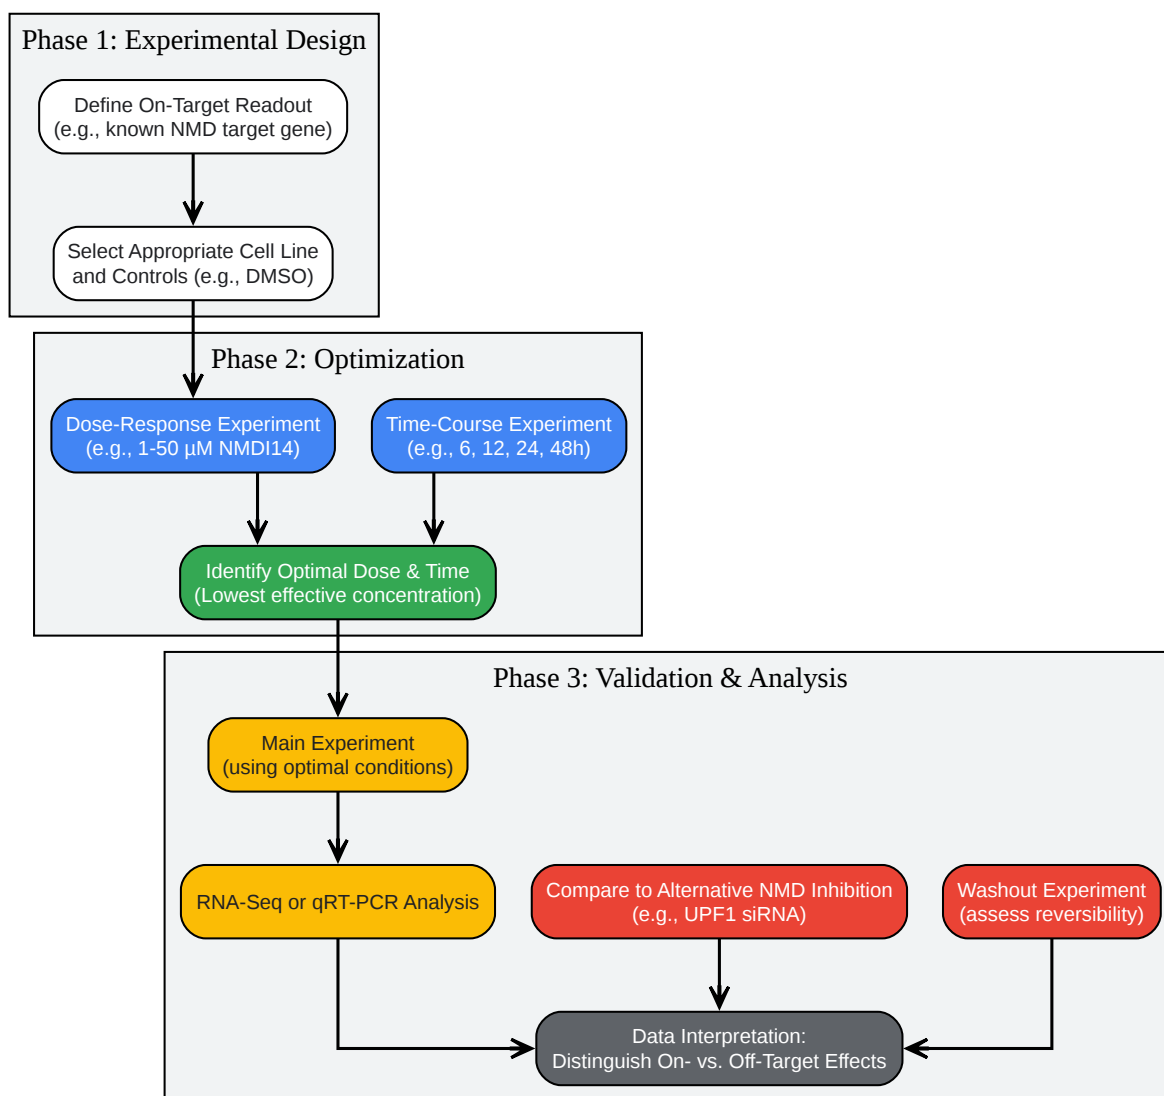 Phase 1: Experimental Design
Define On-Target Readout
(e.g., known NMD target gene)
Select Appropriate Cell Line
and Controls (e.g., DMSO)
Phase 2: Optimization
Dose-Response Experiment
(e.g., 1-50 µM NMDI14)
Time-Course Experiment
(e.g., 6, 12, 24, 48h)
Identify Optimal Dose & Time
(Lowest effective concentration)
Phase 3: Validation & Analysis
Main Experiment
(using optimal conditions)
RNA-Seq or qRT-PCR Analysis
Compare to Alternative NMD Inhibition
(e.g., UPF1 siRNA)
Washout Experiment
(assess reversibility)
Data Interpretation:
Distinguish On- vs. Off-Target Effects